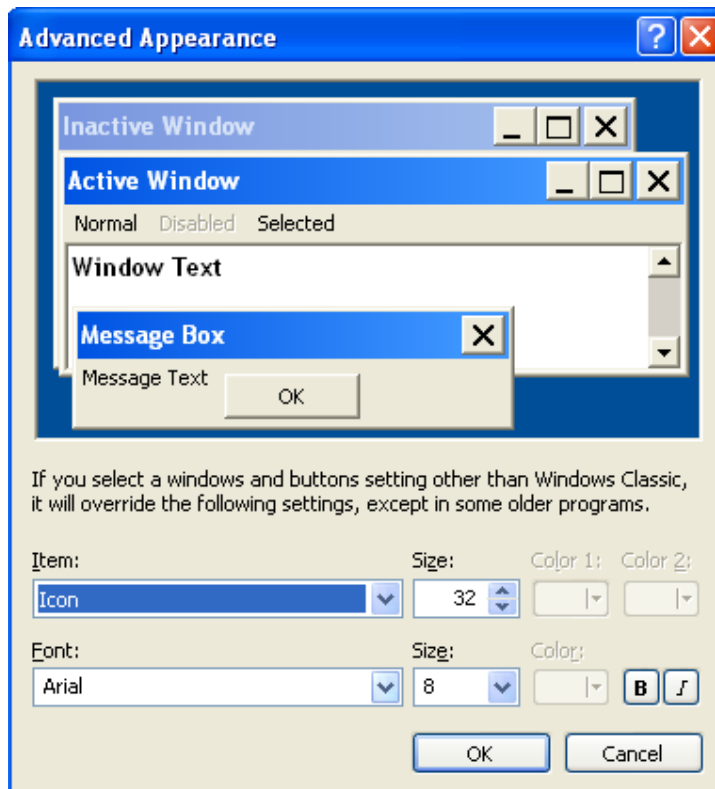 Advanced Appearance
Inactive Window
Active Window
Normal Disabled Selected
Window Text
Message Box
Message Text
OK
If you select a windows and buttons setting other than Windows Classic,
it will override the following settings, except in some older programs.
Item: Size: Color 1: Color 2:
Icon 32
Font: Size: Color:
Arial 8 B I
OK Cancel